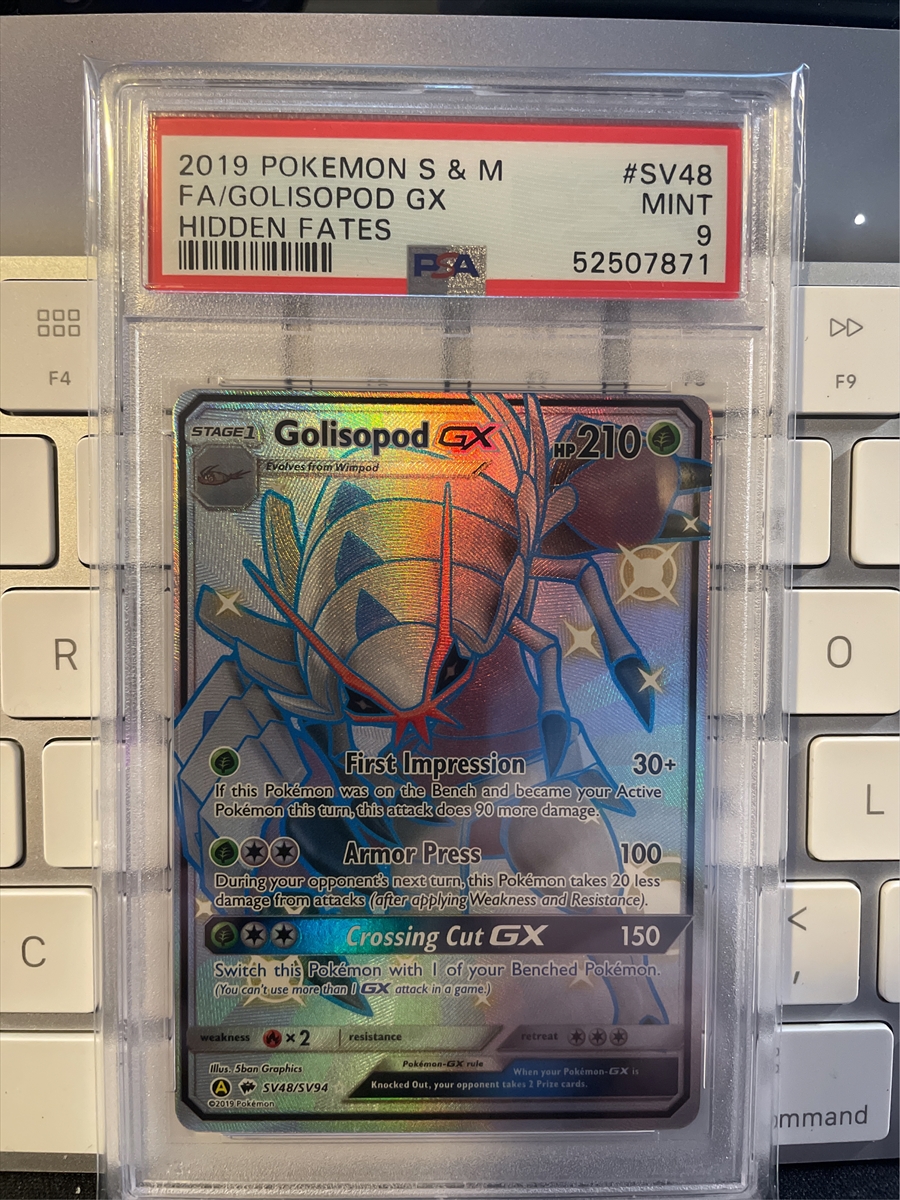 2019 POKEMON S & M #SV48
FA/GOLISOPOD GX MINT
HIDDEN FATES 9
PSA 52507871
F4
F9
STAGE 1 Golisopod GX HP 210
Evolves from Wimpod
R
O
First Impression 30+
If this Pokémon was on the Bench and became your Active
Pokémon this turn, this attack does 90 more damage.
L
Armor Press 100
During your opponent's next turn, this Pokémon takes 20 less
damage from attacks (after applying Weakness and Resistance).
C
<
,
Crossing Cut GX 150
Switch this Pokémon with 1 of your Benched Pokémon.
(You can't use more than 1 GX attack in a game.)
weakness ×2 resistance retreat
Illus. 5ban Graphics
Pokémon-GX rule
When your Pokémon-GX is
Knocked Out, your opponent takes 2 Prize cards.
A SV48/SV94
©2019 Pokémon
ommand